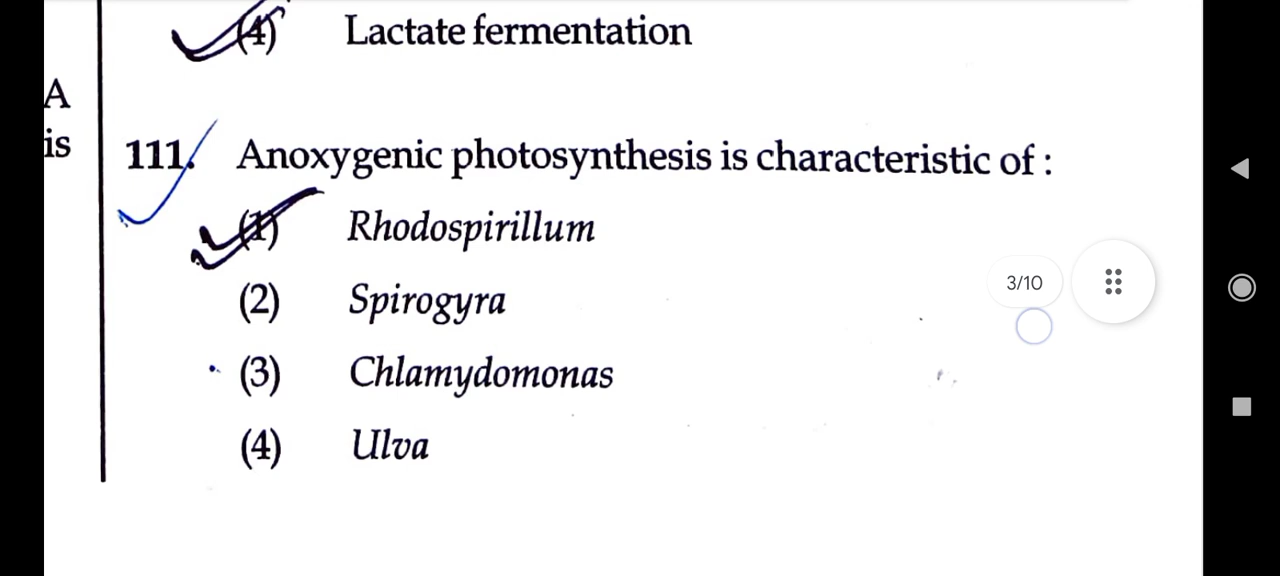 (4) Lactate fermentation
A
is
111. Anoxygenic photosynthesis is characteristic of :
(1) Rhodospirillum
(2) Spirogyra
3/10
(3) Chlamydomonas
(4) Ulva